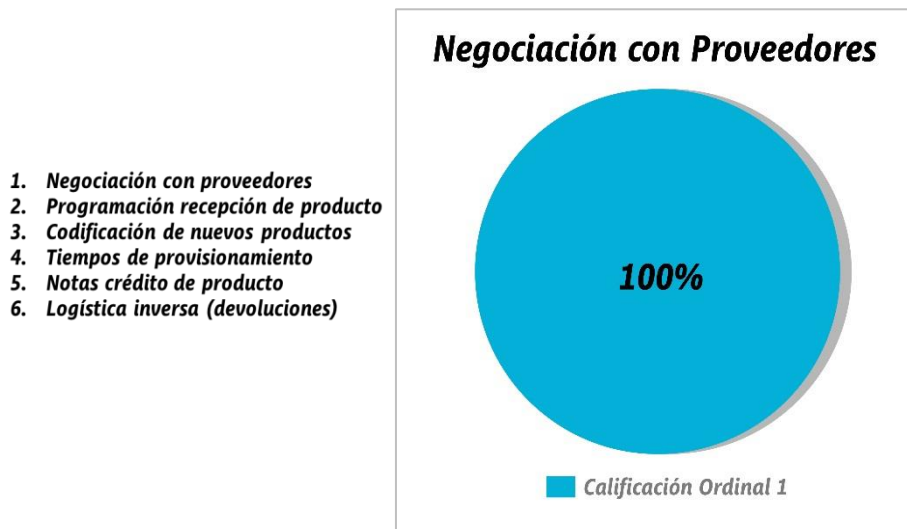 1. Negociación con proveedores
2. Programación recepción de producto
3. Codificación de nuevos productos
4. Tiempos de provisionamiento
5. Notas crédito de producto
6. Logística inversa (devoluciones)
Negociación con Proveedores
100%
Calificación Ordinal 1